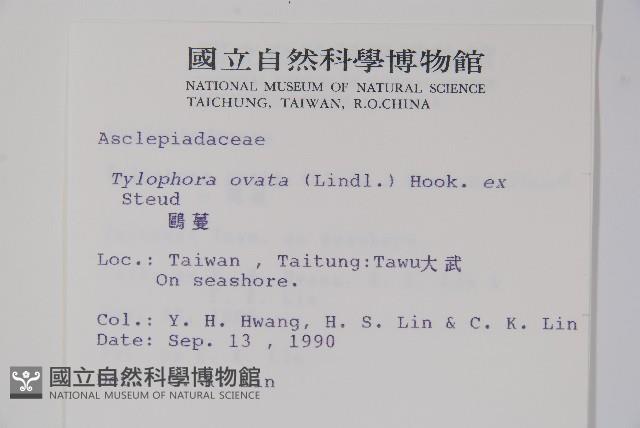 國立自然科學博物館
NATIONAL MUSEUM OF NATURAL SCIENCE
TAICHUNG, TAIWAN, R.O.CHINA
Asclepiadaceae
Tylophora ovata (Lindl.) Hook. ex
Steud
鷗蔓
Loc.: Taiwan , Taitung:Tawu大武
On seashore.
Col.: Y. H. Hwang, H. S. Lin & C. K. Lin
Date: Sep. 13 , 1990
國立自然科學博物館
NATIONAL MUSEUM OF NATURAL SCIENCE